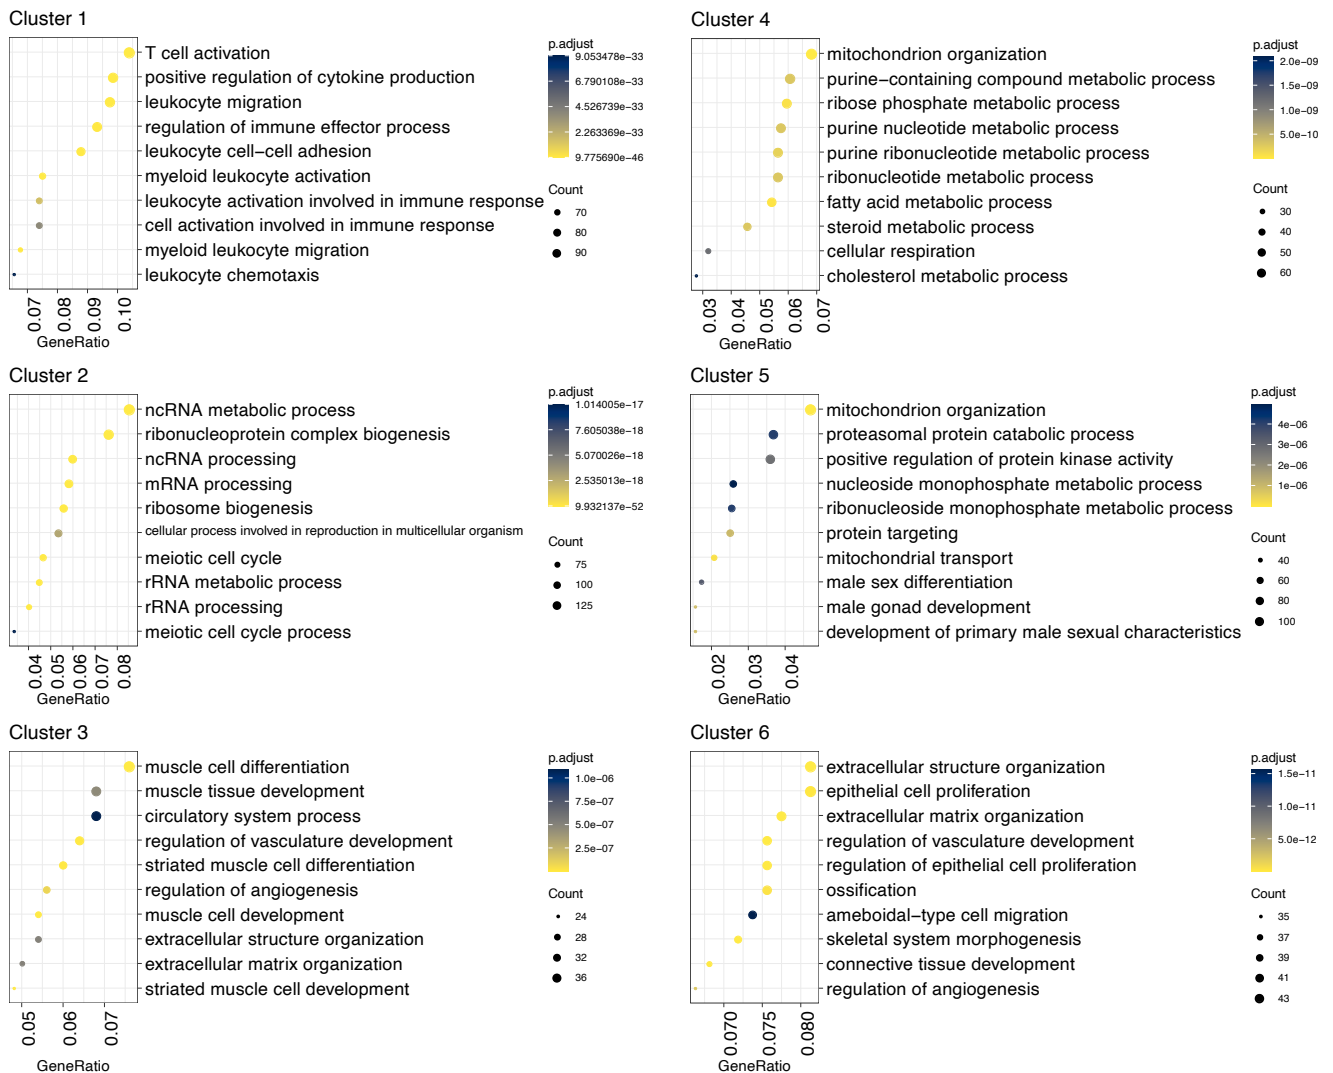 Cluster 1
T cell activation
positive regulation of cytokine production
leukocyte migration
regulation of immune effector process
leukocyte cell−cell adhesion
myeloid leukocyte activation
leukocyte activation involved in immune response
cell activation involved in immune response
myeloid leukocyte migration
leukocyte chemotaxis
0.07
0.08
0.09
0.10
GeneRatio
p.adjust
9.053478e−33
6.790108e−33
4.526739e−33
2.263369e−33
9.775690e−46
Count
70
80
90
Cluster 4
mitochondrion organization
purine−containing compound metabolic process
ribose phosphate metabolic process
purine nucleotide metabolic process
purine ribonucleotide metabolic process
ribonucleotide metabolic process
fatty acid metabolic process
steroid metabolic process
cellular respiration
cholesterol metabolic process
0.03
0.04
0.05
0.06
0.07
GeneRatio
p.adjust
2.0e−09
1.5e−09
1.0e−09
5.0e−10
Count
30
40
50
60
Cluster 2
ncRNA metabolic process
ribonucleoprotein complex biogenesis
ncRNA processing
mRNA processing
ribosome biogenesis
cellular process involved in reproduction in multicellular organism
meiotic cell cycle
rRNA metabolic process
rRNA processing
meiotic cell cycle process
0.04
0.05
0.06
0.07
0.08
GeneRatio
p.adjust
1.014005e−17
7.605038e−18
5.070026e−18
2.535013e−18
9.932137e−52
Count
75
100
125
Cluster 5
mitochondrion organization
proteasomal protein catabolic process
positive regulation of protein kinase activity
nucleoside monophosphate metabolic process
ribonucleoside monophosphate metabolic process
protein targeting
mitochondrial transport
male sex differentiation
male gonad development
development of primary male sexual characteristics
0.02
0.03
0.04
GeneRatio
p.adjust
4e−06
3e−06
2e−06
1e−06
Count
40
60
80
100
Cluster 3
muscle cell differentiation
muscle tissue development
circulatory system process
regulation of vasculature development
striated muscle cell differentiation
regulation of angiogenesis
muscle cell development
extracellular structure organization
extracellular matrix organization
striated muscle cell development
0.05
0.06
0.07
GeneRatio
p.adjust
1.0e−06
7.5e−07
5.0e−07
2.5e−07
Count
24
28
32
36
Cluster 6
extracellular structure organization
epithelial cell proliferation
extracellular matrix organization
regulation of vasculature development
regulation of epithelial cell proliferation
ossification
ameboidal−type cell migration
skeletal system morphogenesis
connective tissue development
regulation of angiogenesis
0.070
0.075
0.080
GeneRatio
p.adjust
1.5e−11
1.0e−11
5.0e−12
Count
35
37
39
41
43